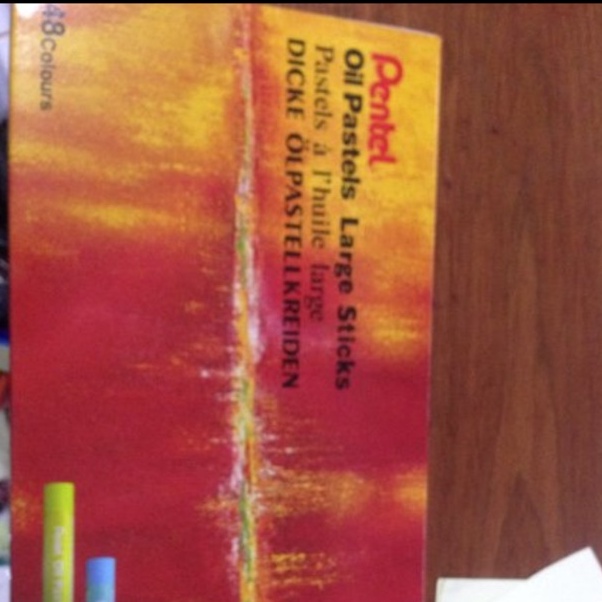 Pentel
Oil Pastels Large Sticks
Pastels á l'huile large
DICKE ÖLPASTELLKREIDEN
48 Colours